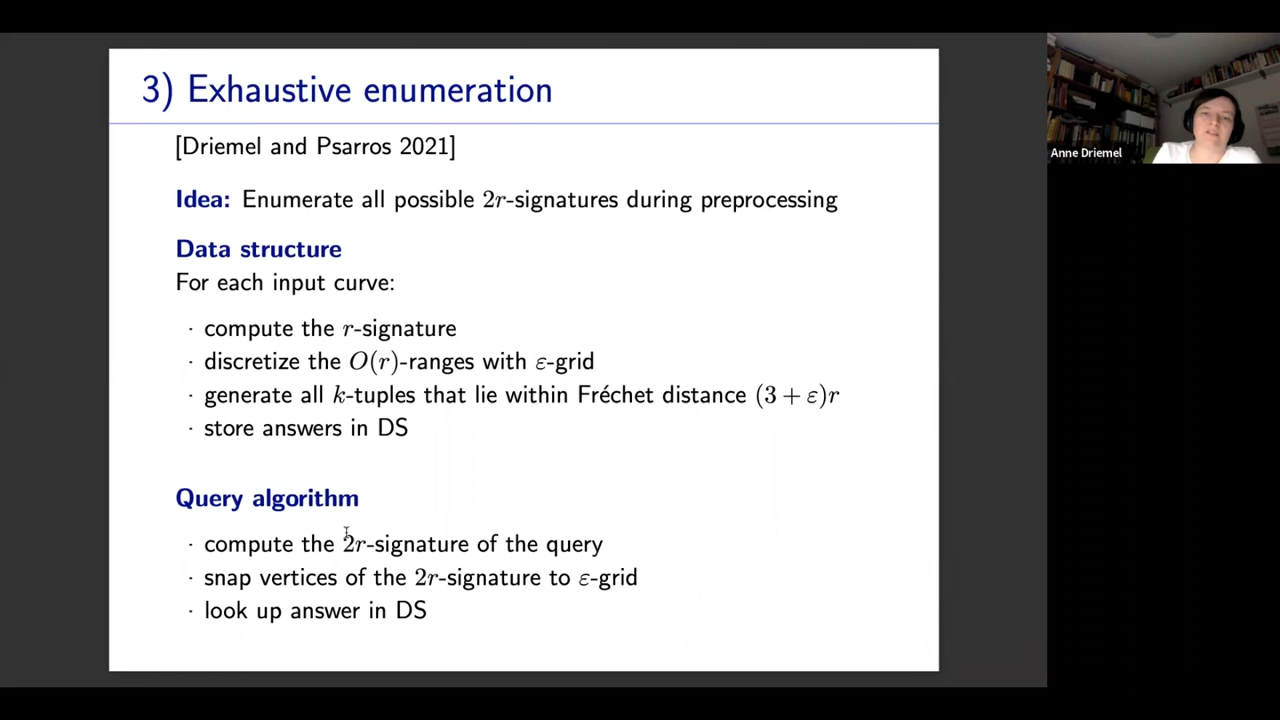 3) Exhaustive enumeration
[Driemel and Psarros 2021]
Idea: Enumerate all possible 2r-signatures during preprocessing
Data structure
For each input curve:
· compute the r-signature
· discretize the O(r)-ranges with ε-grid
· generate all k-tuples that lie within Fréchet distance (3 + ε)r
· store answers in DS
Query algorithm
· compute the 2r-signature of the query
· snap vertices of the 2r-signature to ε-grid
· look up answer in DS
Anne Driemel